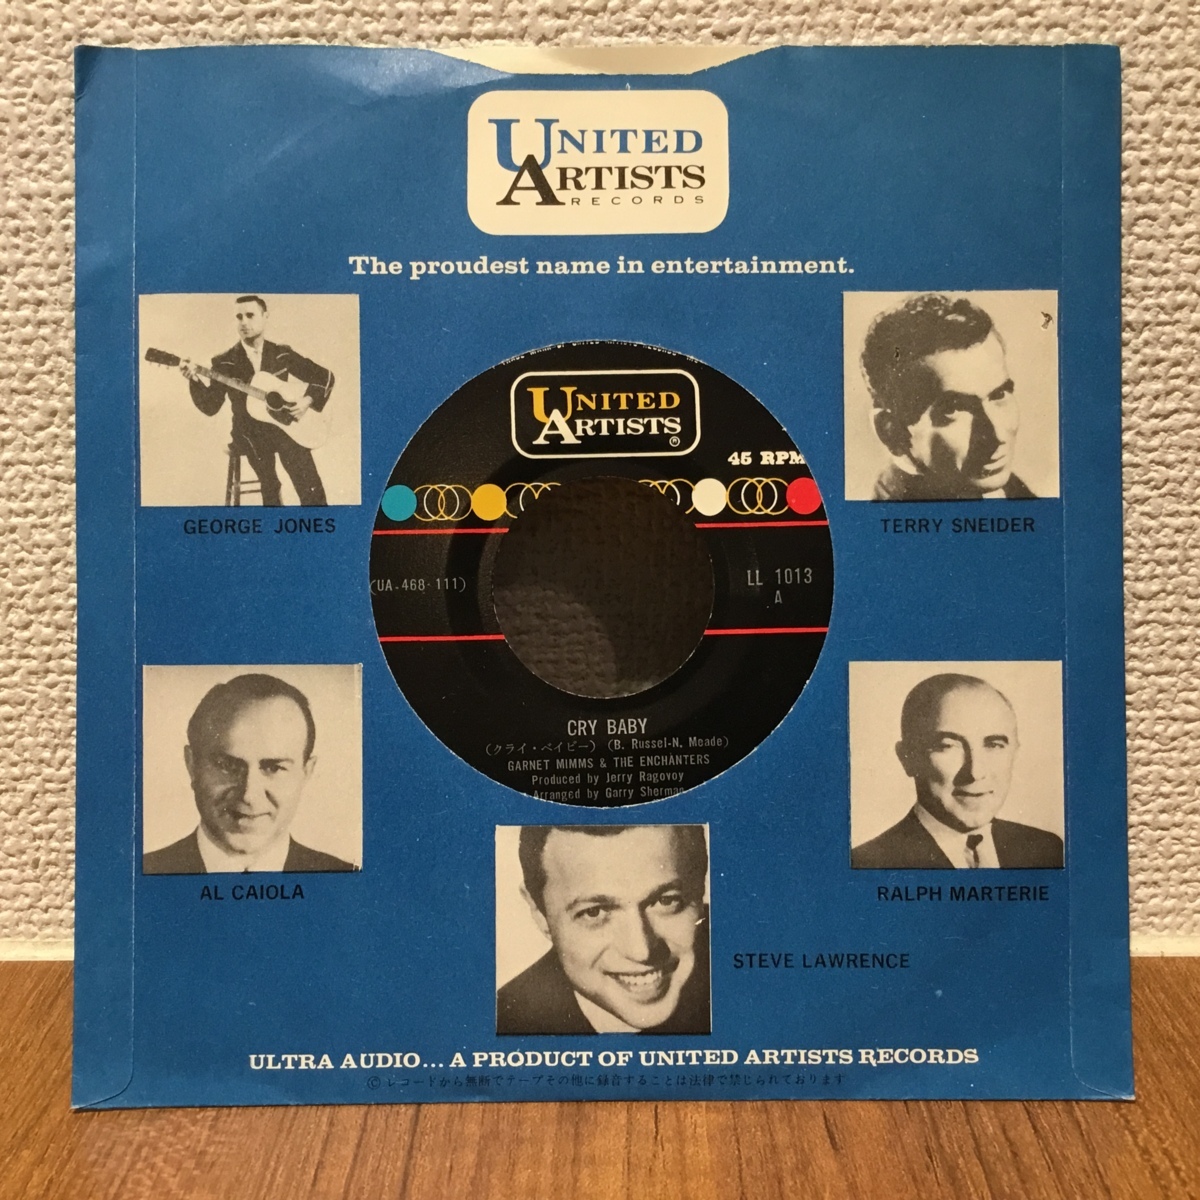 UNITED
ARTISTS
RECORDS
The proudest name in entertainment.
GEORGE JONES
TERRY SNEIDER
UNITED
ARTISTS
®
45 RPM
(UA-468-111)
LL 1013
A
CRY BABY
(クライ・ベイビー) (B. Russel-N. Meade)
GARNET MIMMS & THE ENCHANTERS
Produced by Jerry Ragovoy
Arranged by Garry Sherman
AL CAIOLA
RALPH MARTERIE
STEVE LAWRENCE
ULTRA AUDIO... A PRODUCT OF UNITED ARTISTS RECORDS
Ⓒ レコードから無断でテープその他に録音することは法律で禁じられております